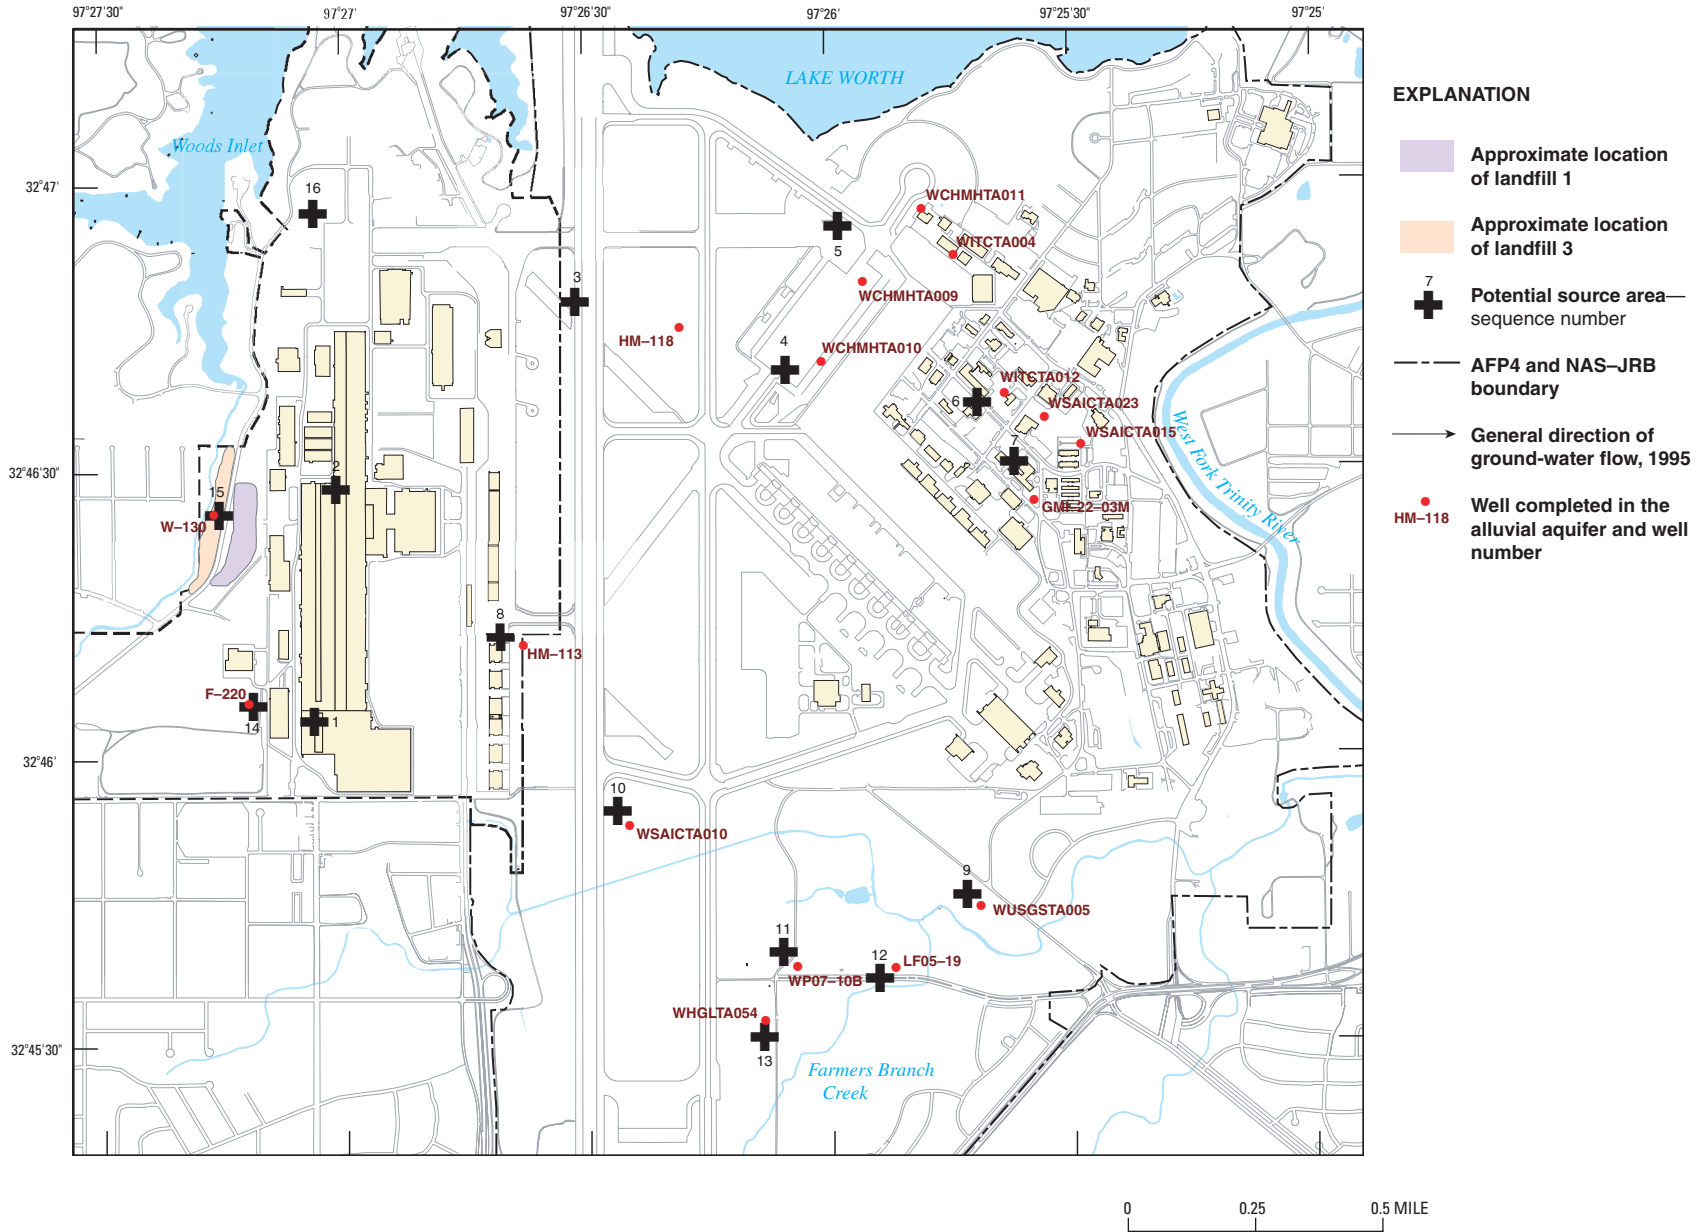 97°27'30"
97°27'
97°26'30"
97°26'
97°25'30"
97°25'
LAKE WORTH
Woods Inlet
32°47'
16
WCHMHTA011
5
WITCTA004
3
WCHMHTA009
HM–118
4
WCHMHTA010
WITCTA012
6
WSAICTA023
WSAICTA015
7
West Fork Trinity River
32°46'30"
2
15
W–130
GMI–22–03M
8
HM–113
F–220
14
1
32°46'
10
WSAICTA010
9
WUSGSTA005
11
12
LF05–19
WP07–10B
WHGLTA054
13
32°45'30"
Farmers Branch
Creek
EXPLANATION
Approximate location
of landfill 1
Approximate location
of landfill 3
7
Potential source area—
sequence number
AFP4 and NAS–JRB
boundary
General direction of
ground-water flow, 1995
HM–118
Well completed in the
alluvial aquifer and well
number
0 0.25 0.5 MILE